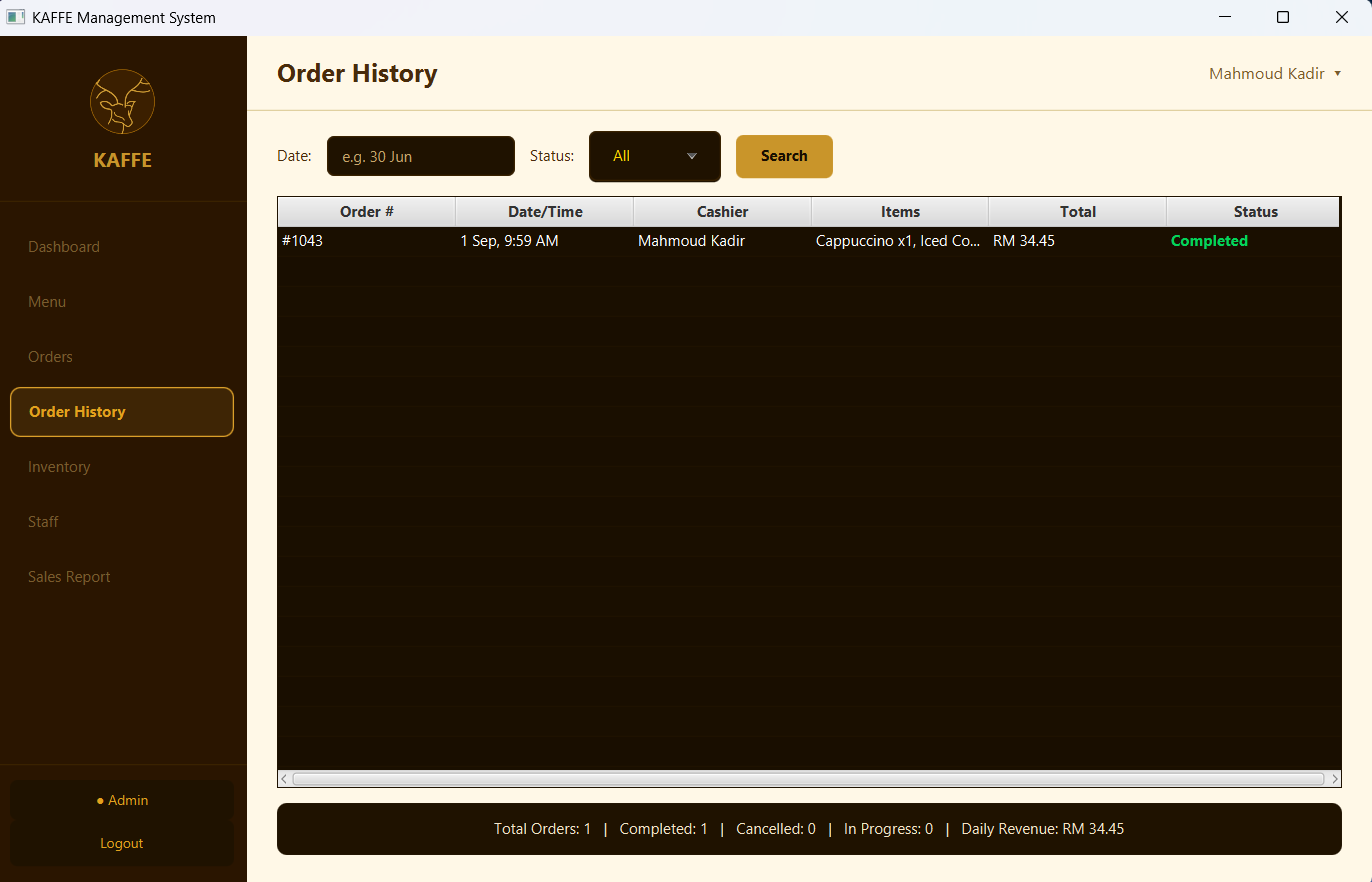 KAFFE Management System
KAFFE
Dashboard
Menu
Orders
Order History
Inventory
Staff
Sales Report
● Admin
Logout
Order History
Mahmoud Kadir ▾
Date: e.g. 30 Jun Status: All Search
Order # Date/Time Cashier Items Total Status
#1043 1 Sep, 9:59 AM Mahmoud Kadir Cappuccino x1, Iced Co... RM 34.45 Completed
Total Orders: 1 | Completed: 1 | Cancelled: 0 | In Progress: 0 | Daily Revenue: RM 34.45